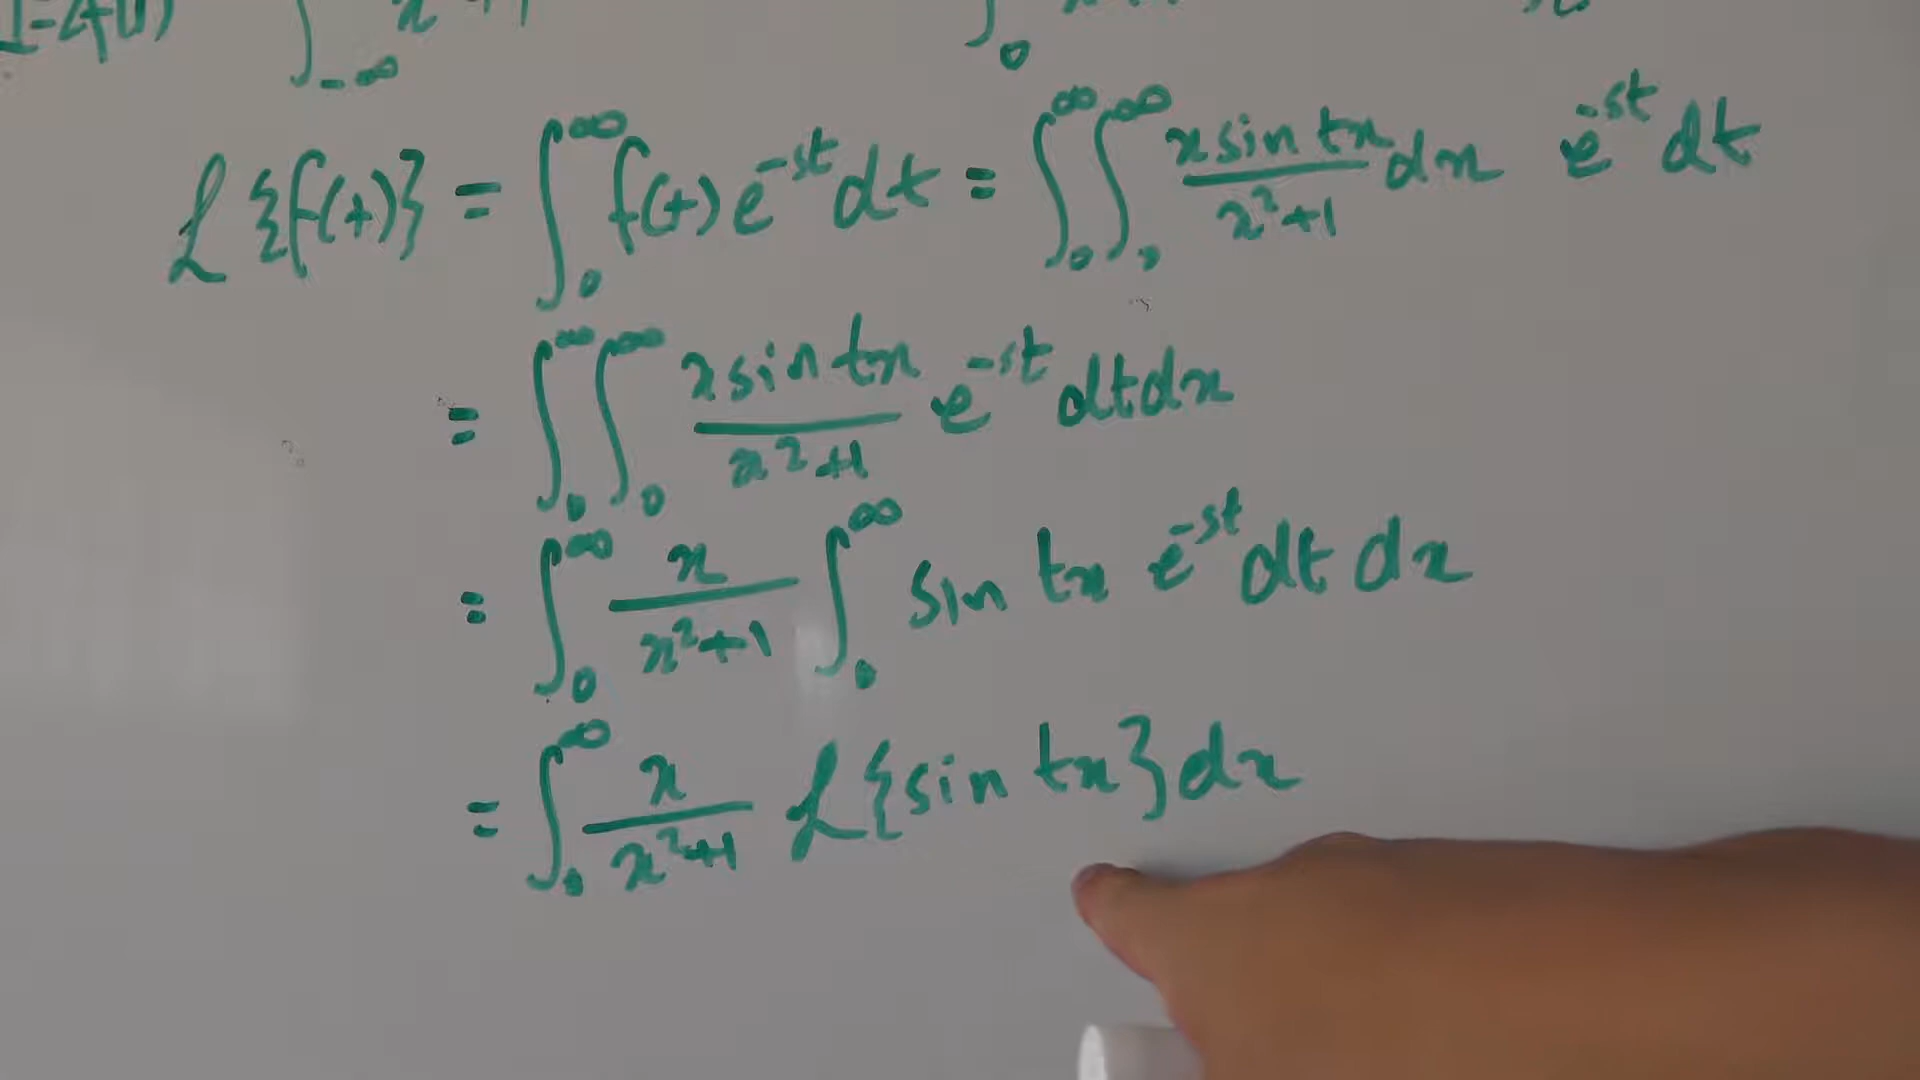 ∫₋∞
∫₀
ℒ{f(t)} = ∫₀^∞ f(t) e^{-st} dt = ∫₀^∞ ∫₀^∞ (x sin tx)/(x²+1) dx e^{-st} dt
= ∫₀^∞ ∫₀^∞ (x sin tx)/(x²+1) e^{-st} dt dx
= ∫₀^∞ x/(x²+1) ∫₀^∞ sin tx e^{-st} dt dx
= ∫₀^∞ x/(x²+1) ℒ{sin tx} dx